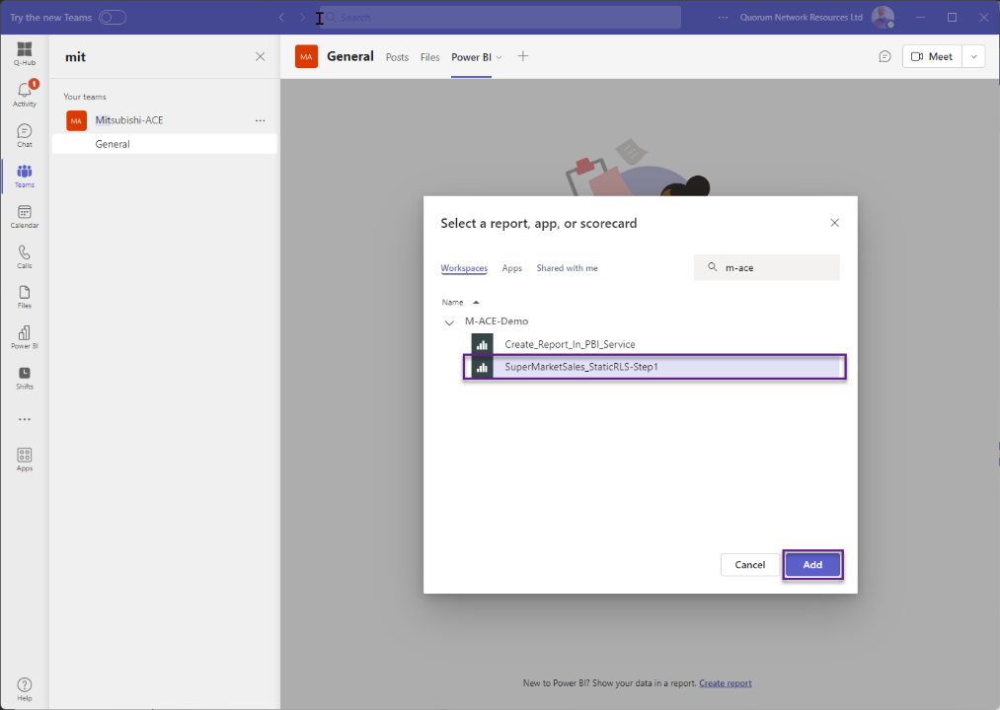 Try the new Teams
Search
Quorum Network Resources Ltd
Q-Hub
1
Activity
Chat
Teams
Calendar
Calls
Files
Power BI
Shifts
Apps
Help
mit
Your teams
MA
Mitsubishi-ACE
General
MA
General
Posts
Files
Power BI
Meet
Select a report, app, or scorecard
Workspaces
Apps
Shared with me
m-ace
Name
M-ACE-Demo
Create_Report_In_PBI_Service
SuperMarketSales_StaticRLS-Step1
Cancel
Add
New to Power BI? Show your data in a report. Create report